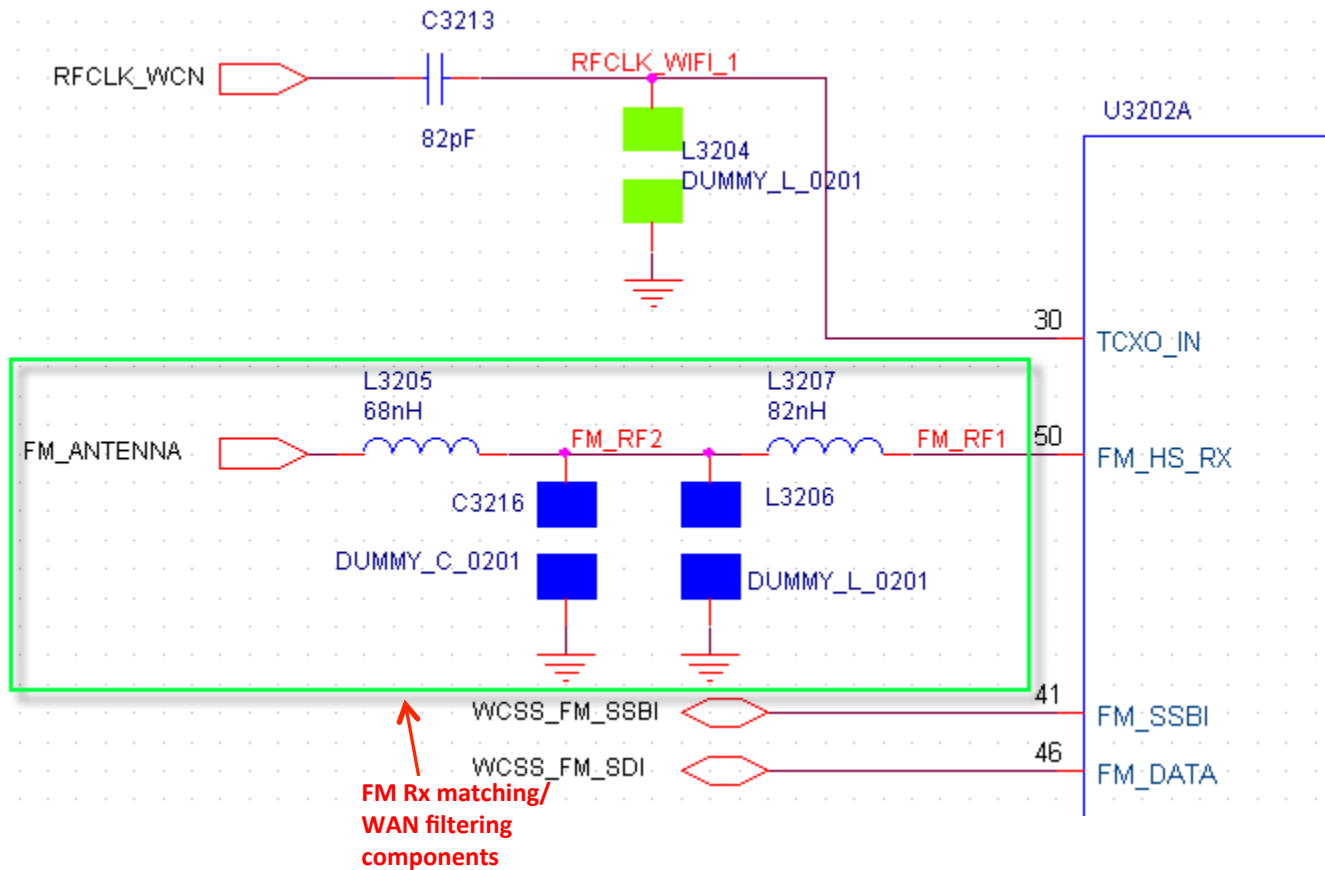 C3213
RFCLK_WCN
RFCLK_WIFI_1
82pF
L3204
DUMMY_L_0201
U3202A
30
TCXO_IN
L3205
68nH
L3207
82nH
FM_ANTENNA
FM_RF2
FM_RF1
50
FM_HS_RX
C3216
L3206
DUMMY_C_0201
DUMMY_L_0201
WCSS_FM_SSBI
41
FM_SSBI
WCSS_FM_SDI
46
FM_DATA
FM Rx matching/
WAN filtering
components